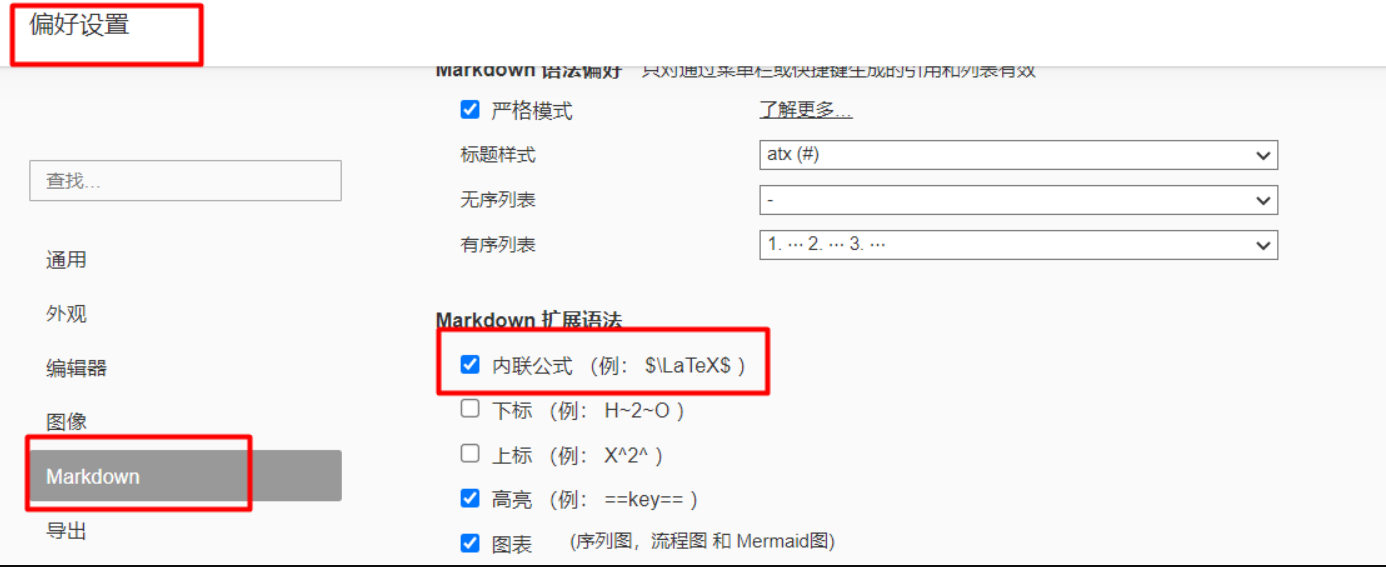 偏好设置
Markdown 语法偏好 只对通过菜单栏或快捷键生成的引用和列表有效
严格模式 了解更多...
标题样式 atx (#)
查找...
无序列表 -
有序列表 1. ··· 2. ··· 3. ···
通用
外观
Markdown 扩展语法
编辑器
内联公式 (例: $\LaTeX$ )
图像
下标 (例: H~2~O )
上标 (例: X^2^ )
Markdown
高亮 (例: ==key== )
导出
图表 (序列图，流程图 和 Mermaid图)